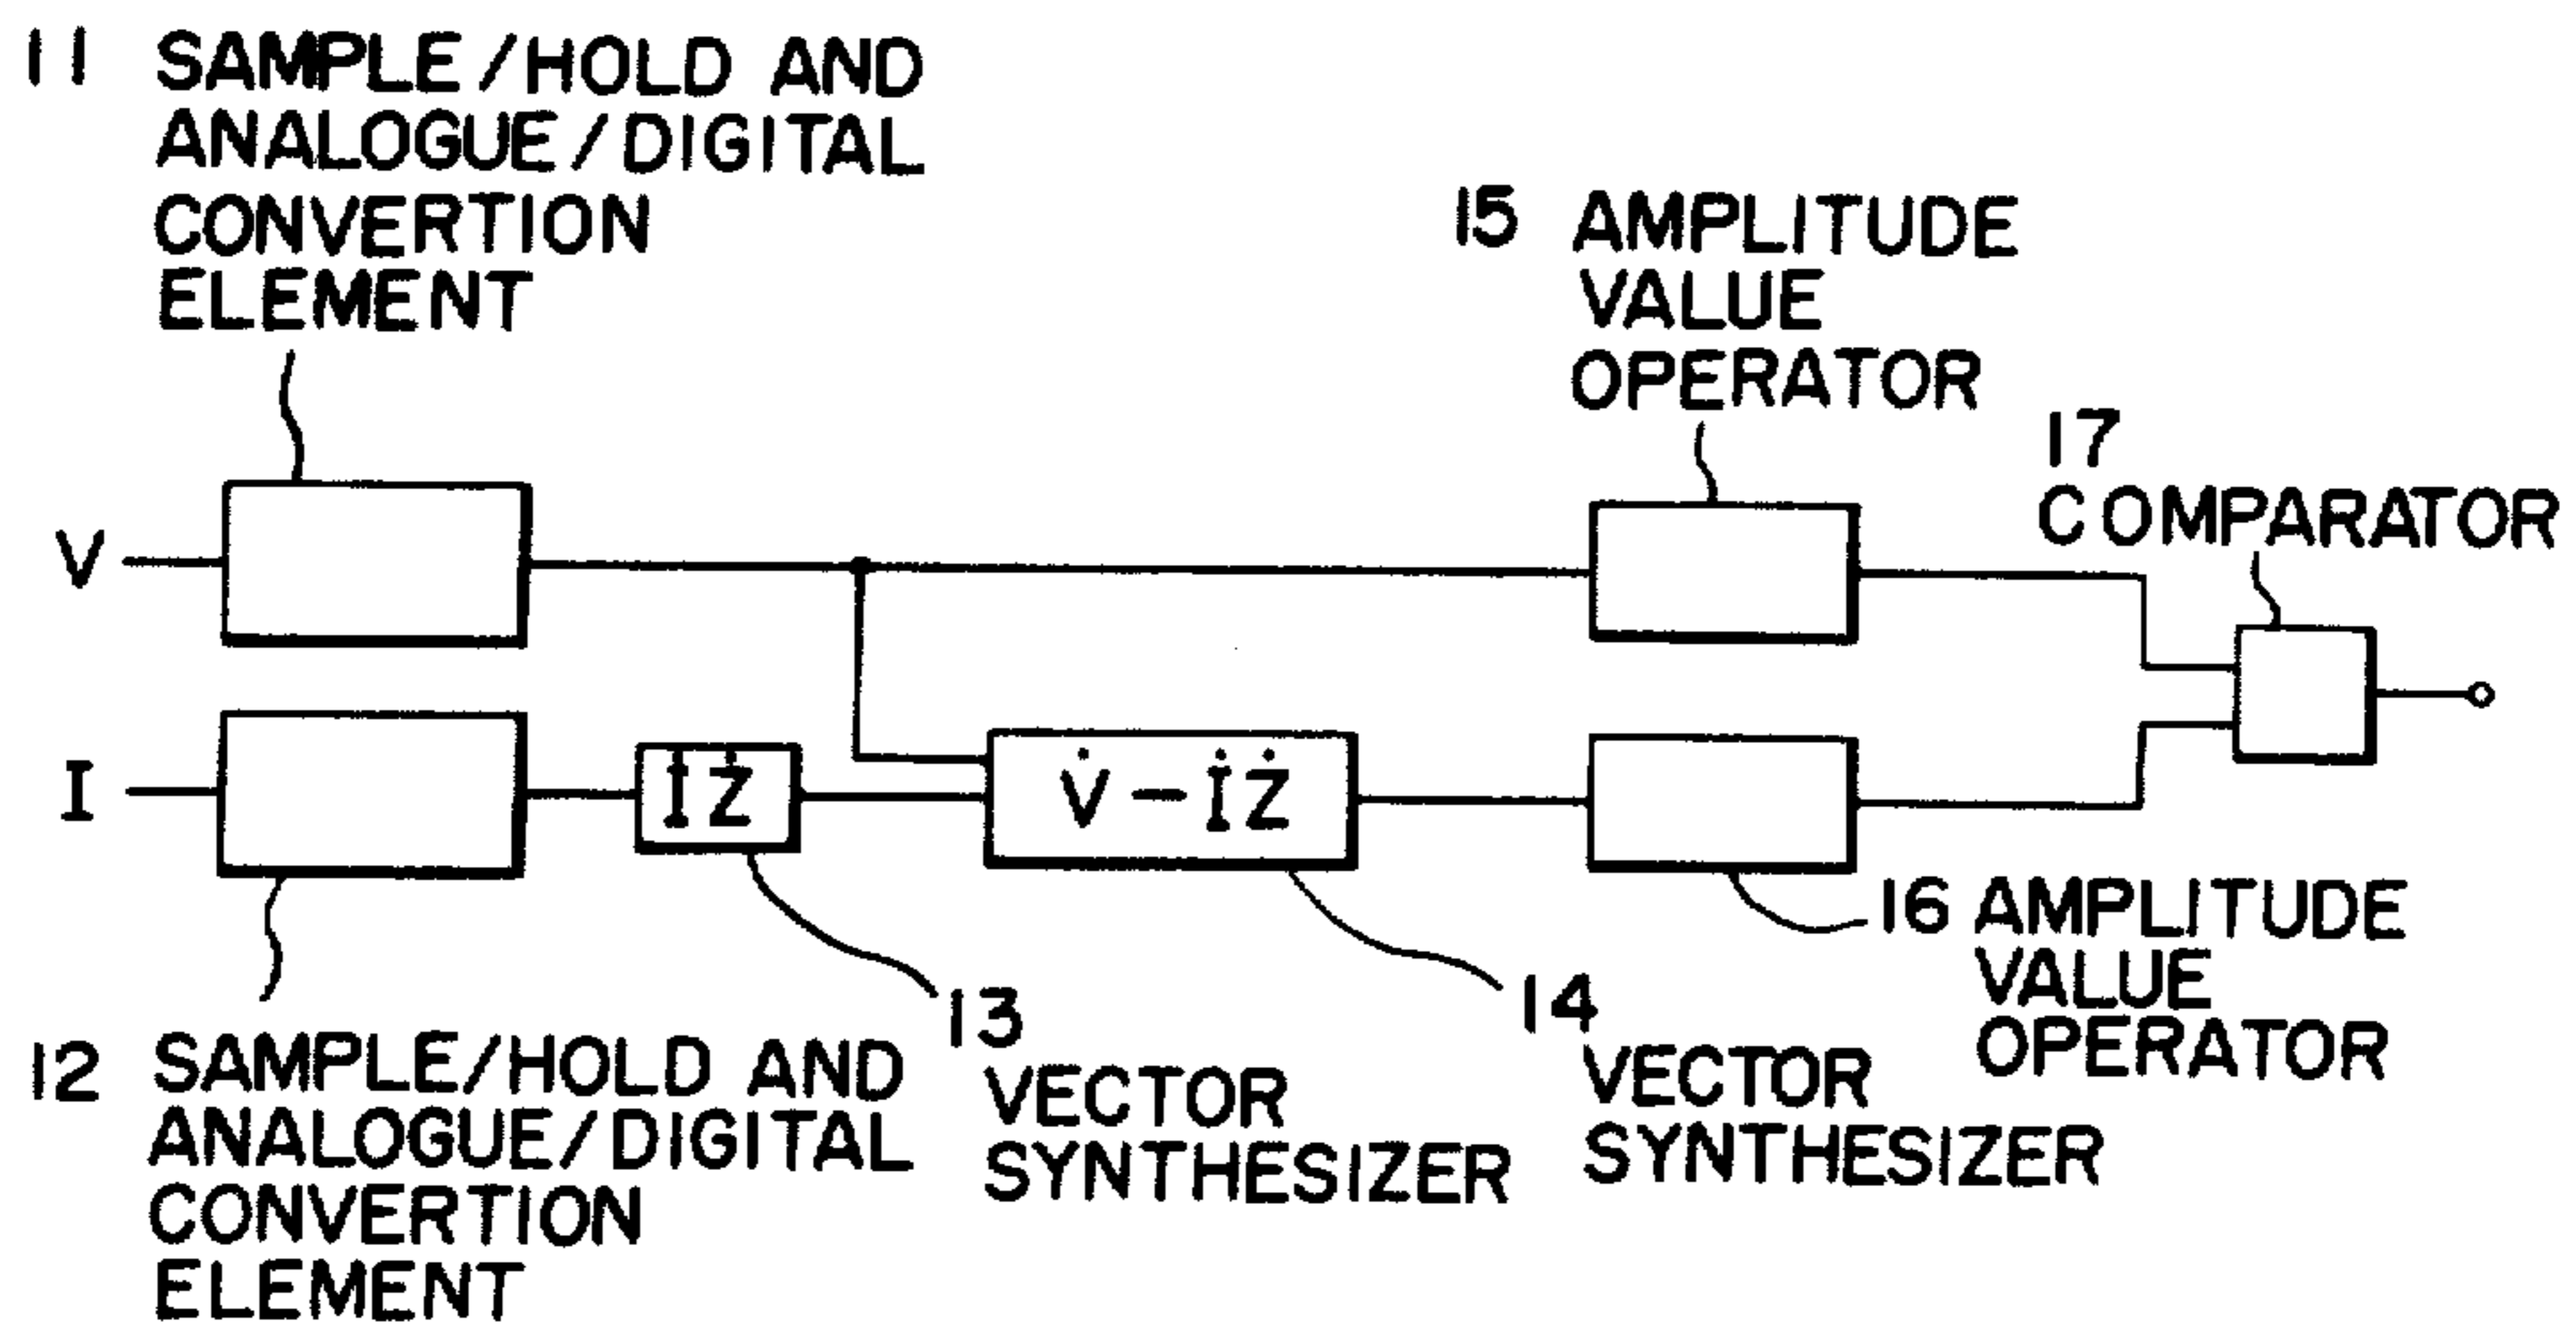 11 SAMPLE/HOLD AND
ANALOGUE/DIGITAL
CONVERTION
ELEMENT
15 AMPLITUDE
VALUE
OPERATOR
17
COMPARATOR
V
I
İŻ
V̇-İŻ
16 AMPLITUDE
VALUE
OPERATOR
13
VECTOR
SYNTHESIZER
14
VECTOR
SYNTHESIZER
12 SAMPLE/HOLD AND
ANALOGUE/DIGITAL
CONVERTION
ELEMENT